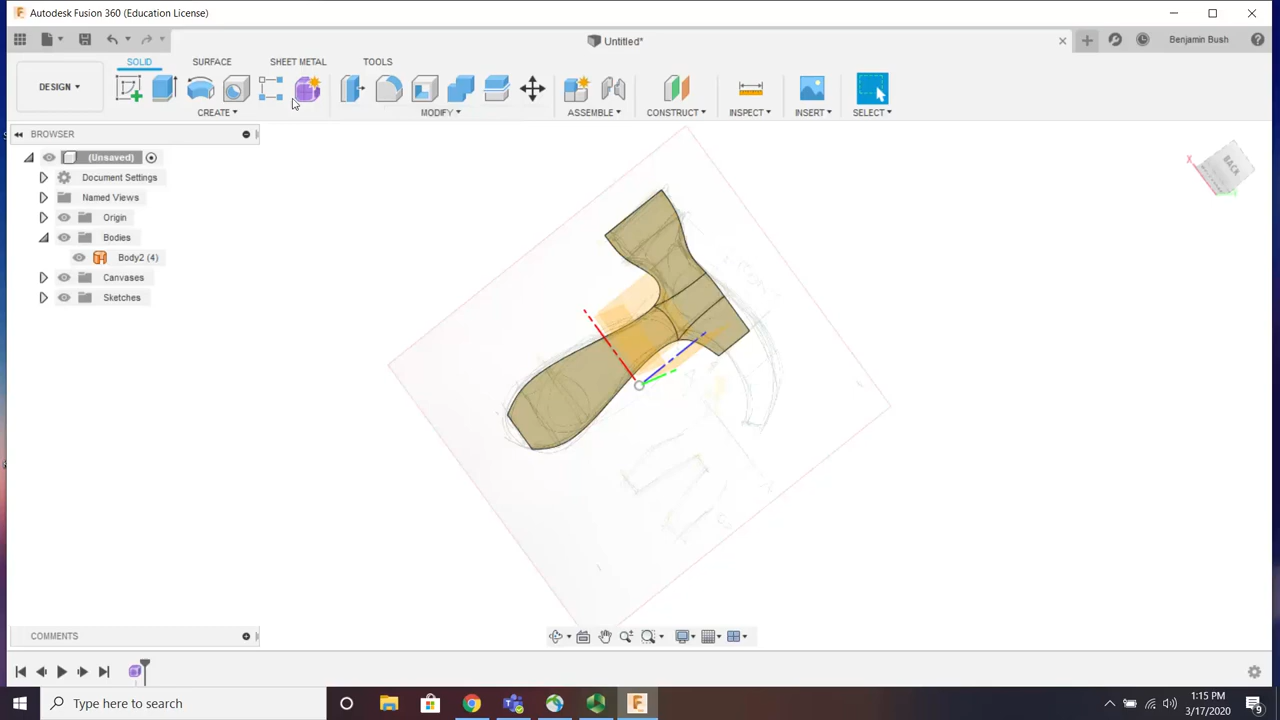 Autodesk Fusion 360 (Education License)
Untitled*
Benjamin Bush
DESIGN
SOLID
SURFACE
SHEET METAL
TOOLS
CREATE
MODIFY
ASSEMBLE
CONSTRUCT
INSPECT
INSERT
SELECT
BROWSER
(Unsaved)
Document Settings
Named Views
Origin
Bodies
Body2 (4)
Canvases
Sketches
X
BACK
COMMENTS
Type here to search
1:15 PM
3/17/2020
9